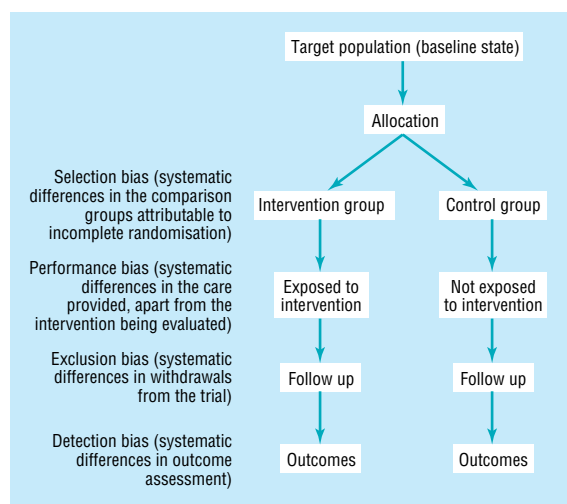 Target population (baseline state)
Allocation
Selection bias (systematic
differences in the comparison
groups attributable to
incomplete randomisation)
Intervention group
Control group
Performance bias (systematic
differences in the care
provided, apart from the
intervention being evaluated)
Exposed to
intervention
Not exposed
to intervention
Exclusion bias (systematic
differences in withdrawals
from the trial)
Follow up
Follow up
Detection bias (systematic
differences in outcome
assessment)
Outcomes
Outcomes